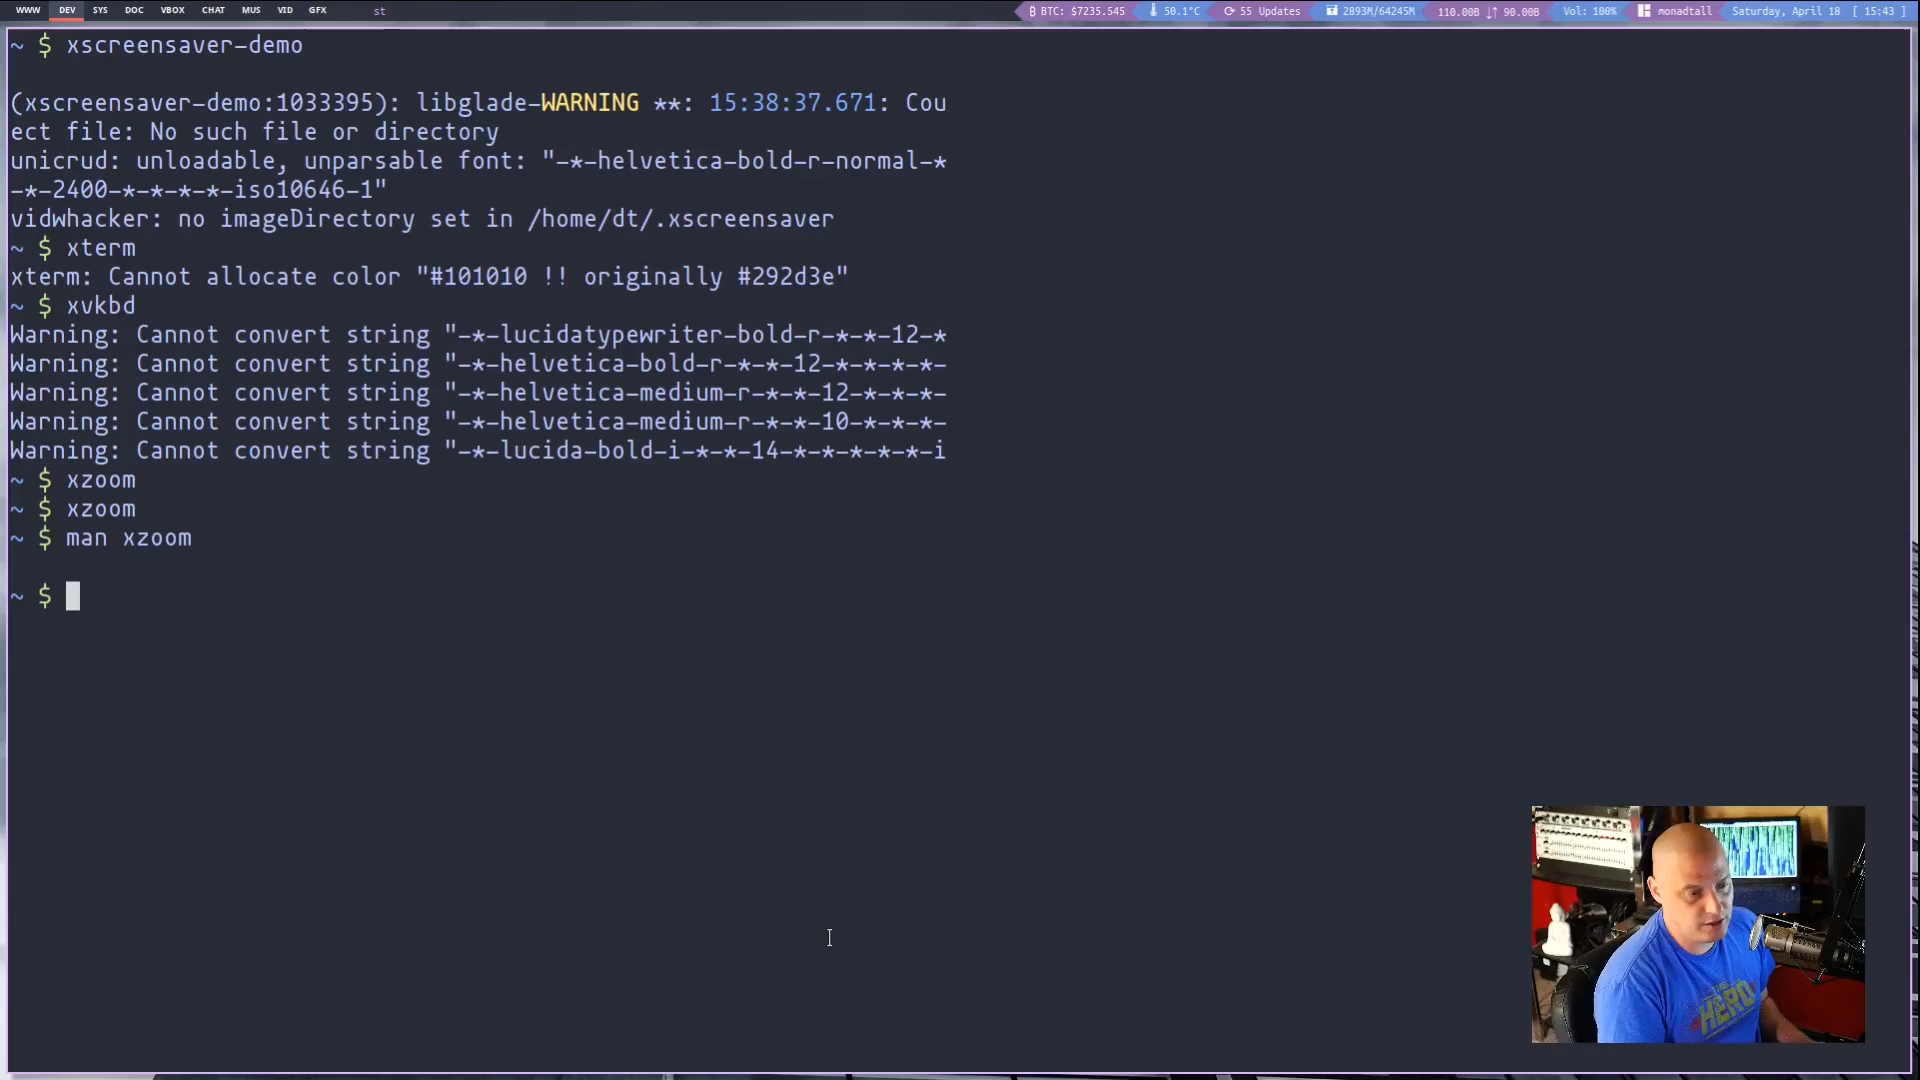 WWW DEV SYS DOC VBOX CHAT MUS VID GFX st BTC: $7235.545 50.1°C 55 Updates 2893M/64245M 110.00B ↓↑ 90.00B Vol: 100% monadtall Saturday, April 18 [ 15:43 ]
~ $ xscreensaver-demo
(xscreensaver-demo:1033395): libglade-WARNING **: 15:38:37.671: Cou
ect file: No such file or directory
unicrud: unloadable, unparsable font: "-*-helvetica-bold-r-normal-*
-*-2400-*-*-*-*-iso10646-1"
vidwhacker: no imageDirectory set in /home/dt/.xscreensaver
~ $ xterm
xterm: Cannot allocate color "#101010 !! originally #292d3e"
~ $ xvkbd
Warning: Cannot convert string "-*-lucidatypewriter-bold-r-*-*-12-*
Warning: Cannot convert string "-*-helvetica-bold-r-*-*-12-*-*-*-*-
Warning: Cannot convert string "-*-helvetica-medium-r-*-*-12-*-*-*-
Warning: Cannot convert string "-*-helvetica-medium-r-*-*-10-*-*-*-
Warning: Cannot convert string "-*-lucida-bold-i-*-*-14-*-*-*-*-*-i
~ $ xzoom
~ $ xzoom
~ $ man xzoom
~ $
HERO